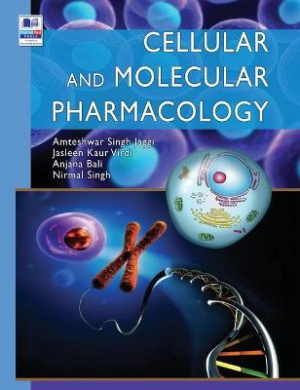 CELLULAR
AND MOLECULAR
PHARMACOLOGY
Amteshwar Singh Jaggi
Jasleen Kaur Virdi
Anjana Bali
Nirmal Singh